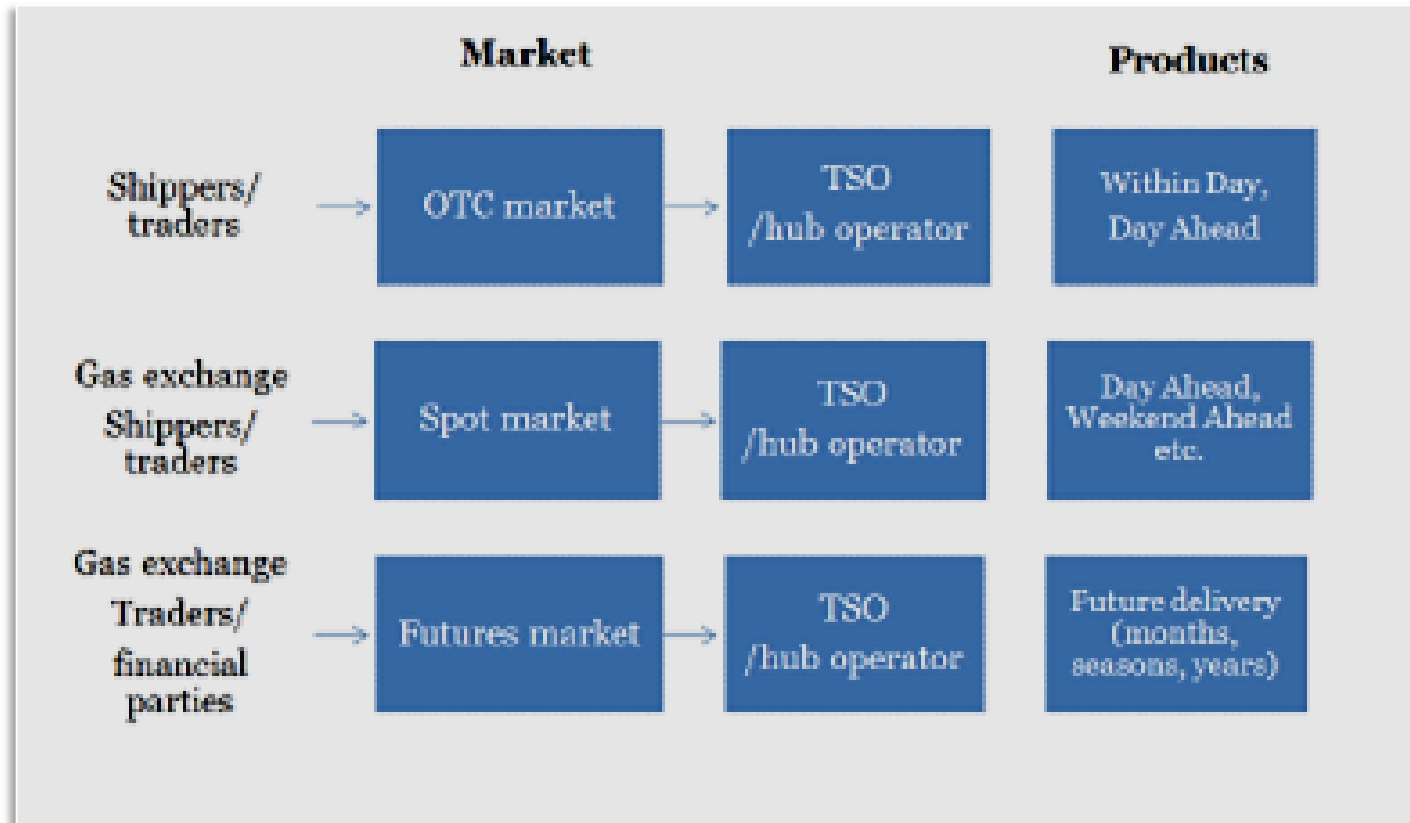 Market
Products
Shippers/
traders
OTC market
TSO
/hub operator
Within Day,
Day Ahead
Gas exchange
Shippers/
traders
Spot market
TSO
/hub operator
Day Ahead,
Weekend Ahead
etc.
Gas exchange
Traders/
financial
parties
Futures market
TSO
/hub operator
Future delivery
(months,
seasons, years)